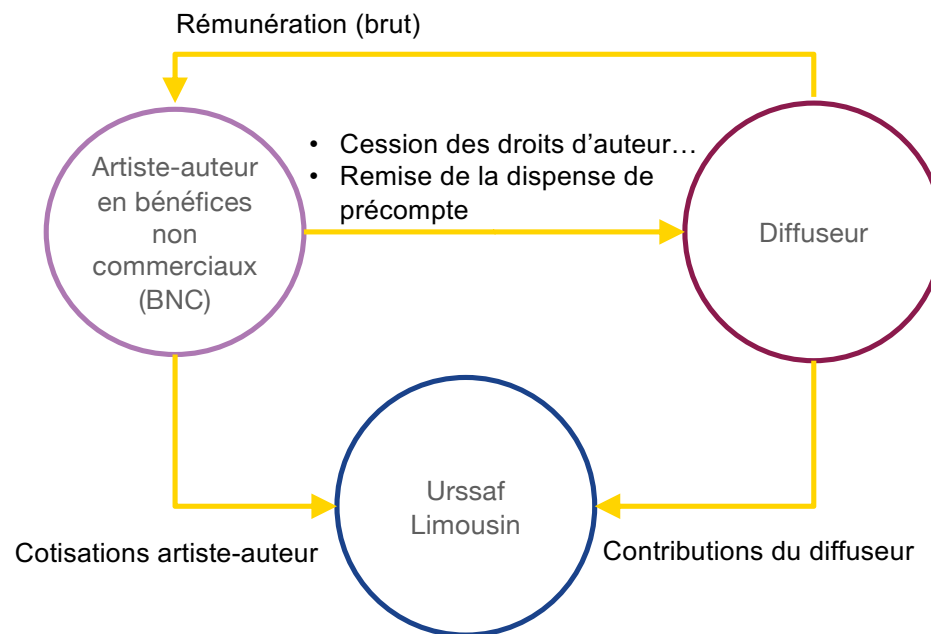 Rémunération (brut)
• Cession des droits d’auteur…
• Remise de la dispense de
précompte
Artiste-auteur
en bénéfices
non
commerciaux
(BNC)
Diffuseur
Urssaf
Limousin
Cotisations artiste-auteur
Contributions du diffuseur